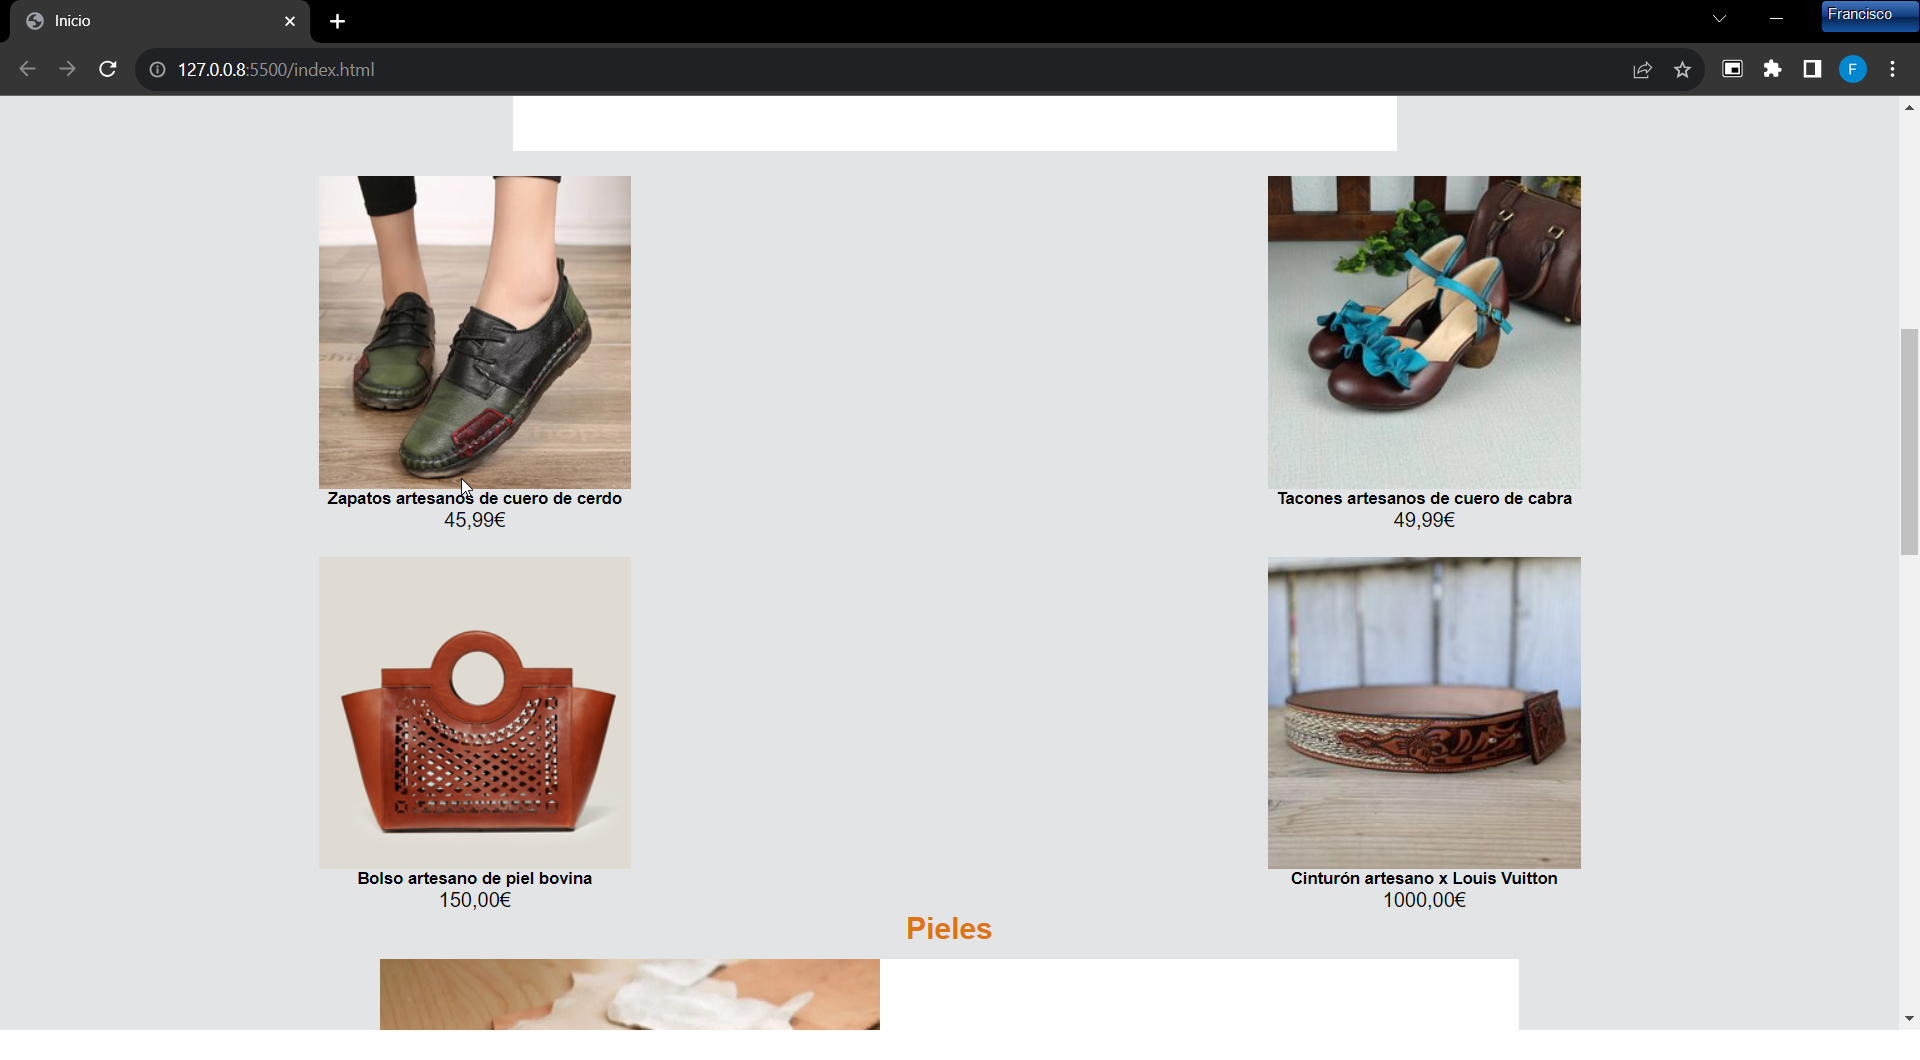 Inicio
Francisco
127.0.0.8:5500/index.html
F
Zapatos artesanos de cuero de cerdo
45,99€
Tacones artesanos de cuero de cabra
49,99€
Bolso artesano de piel bovina
150,00€
Cinturón artesano x Louis Vuitton
1000,00€
Pieles